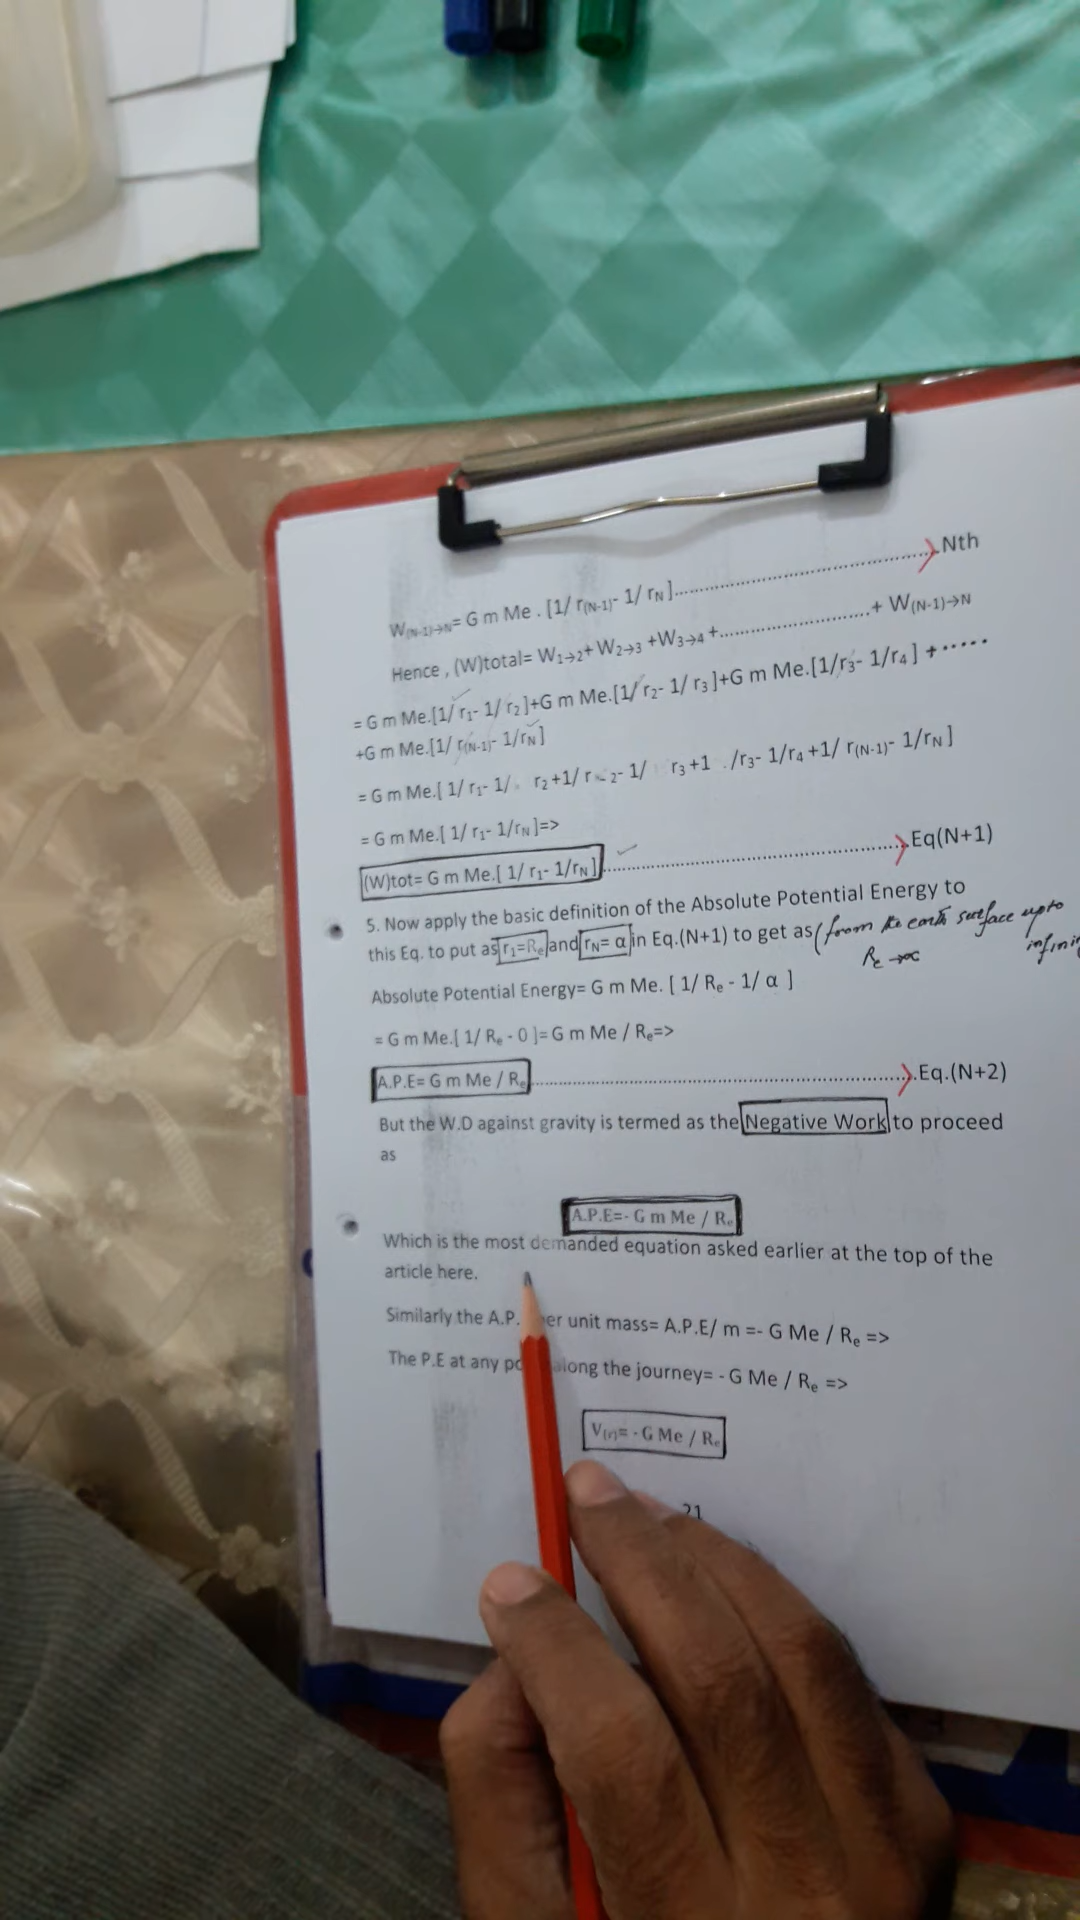 W(N-1)→N= G m Me . [1/ r(N-1)- 1/ rN ]..........Nth
Hence , (W)total= W1→2+ W2→3 +W3→4 +..........+ W(N-1)→N
= G m Me.[1/ r1- 1/ r2]+G m Me.[1/ r2- 1/ r3]+G m Me.[1/r3- 1/r4] + ......
+G m Me.[1/ r(N-1)- 1/rN]
= G m Me.[ 1/ r1- 1/ r2 +1/ r 2- 1/ r3 +1 /r3- 1/r4 +1/ r(N-1)- 1/rN ]
= G m Me.[ 1/ r1- 1/rN ]=>
(W)tot= G m Me.[ 1/ r1- 1/rN ]..........Eq(N+1)
5. Now apply the basic definition of the Absolute Potential Energy to
this Eq. to put as r1=Re and rN= α in Eq.(N+1) to get as (from the earth surface upto
Re →∝ infini
Absolute Potential Energy= G m Me. [ 1/ Re - 1/ α ]
= G m Me.[ 1/ Re - 0 ]= G m Me / Re=>
A.P.E= G m Me / Re..........Eq.(N+2)
But the W.D against gravity is termed as the Negative Work to proceed
as
A.P.E=- G m Me / Re
Which is the most demanded equation asked earlier at the top of the
article here.
Similarly the A.P. er unit mass= A.P.E/ m =- G Me / Re =>
The P.E at any po along the journey= - G Me / Re =>
V(r)= - G Me / Re
21